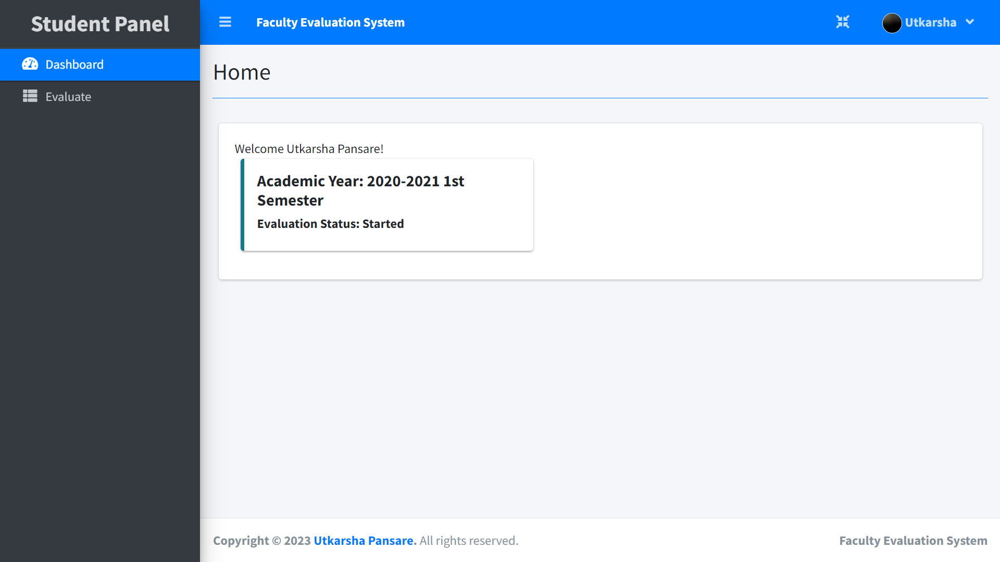 Student Panel
Faculty Evaluation System
Utkarsha
Dashboard
Evaluate
Home
Welcome Utkarsha Pansare!
Academic Year: 2020-2021 1st
Semester
Evaluation Status: Started
Copyright © 2023 Utkarsha Pansare. All rights reserved.
Faculty Evaluation System